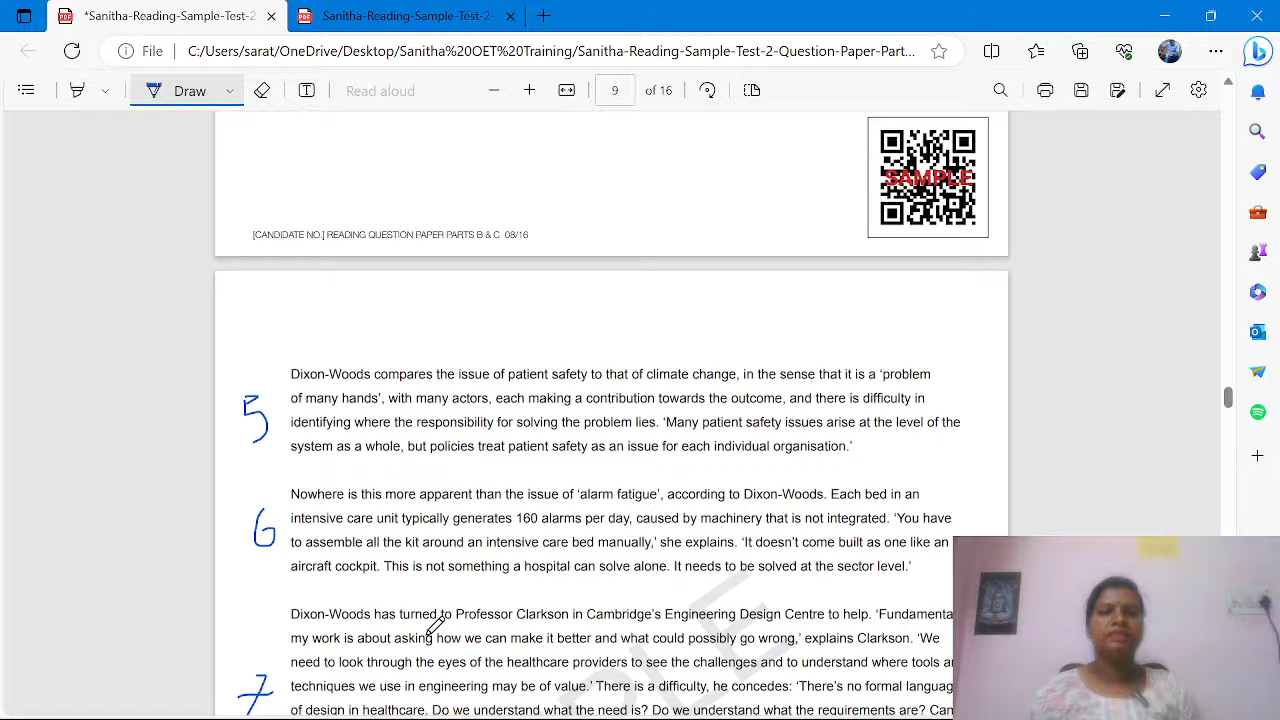 *Sanitha-Reading-Sample-Test-2
Sanitha-Reading-Sample-Test-2-
File
C:/Users/sarat/OneDrive/Desktop/Sanitha%20OET%20Training/Sanitha-Reading-Sample-Test-2-Question-Paper-Part...
Draw
Read aloud
9
of 16
SAMPLE
[CANDIDATE NO.] READING QUESTION PAPER PARTS B & C 08/16
5
Dixon-Woods compares the issue of patient safety to that of climate change, in the sense that it is a ‘problem
of many hands’, with many actors, each making a contribution towards the outcome, and there is difficulty in
identifying where the responsibility for solving the problem lies. ‘Many patient safety issues arise at the level of the
system as a whole, but policies treat patient safety as an issue for each individual organisation.’
6
Nowhere is this more apparent than the issue of ‘alarm fatigue’, according to Dixon-Woods. Each bed in an
intensive care unit typically generates 160 alarms per day, caused by machinery that is not integrated. ‘You have
to assemble all the kit around an intensive care bed manually,’ she explains. ‘It doesn’t come built as one like an
aircraft cockpit. This is not something a hospital can solve alone. It needs to be solved at the sector level.’
7
Dixon-Woods has turned to Professor Clarkson in Cambridge’s Engineering Design Centre to help. ‘Fundamenta
my work is about asking how we can make it better and what could possibly go wrong,’ explains Clarkson. ‘We
need to look through the eyes of the healthcare providers to see the challenges and to understand where tools an
techniques we use in engineering may be of value.’ There is a difficulty, he concedes: ‘There’s no formal languag
of design in healthcare. Do we understand what the need is? Do we understand what the requirements are? Can